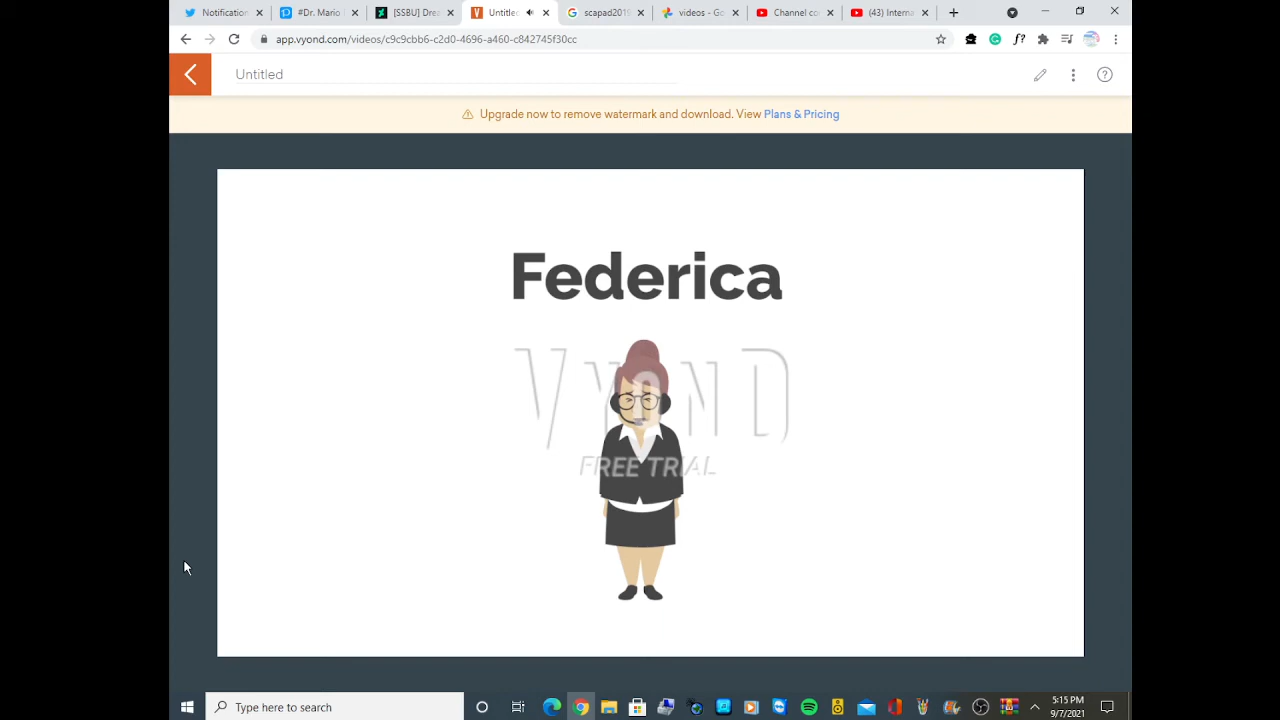 Notification
#Dr. Mario
[SSBU] Drea
Untitled
scapad2019
videos - Go
Channel co
(43) Interna
app.vyond.com/videos/c9c9cbb6-c2d0-4696-a460-c842745f30cc
Untitled
Upgrade now to remove watermark and download. View Plans & Pricing
Federica
VYOND
FREE TRIAL
Type here to search
5:15 PM
9/7/2021